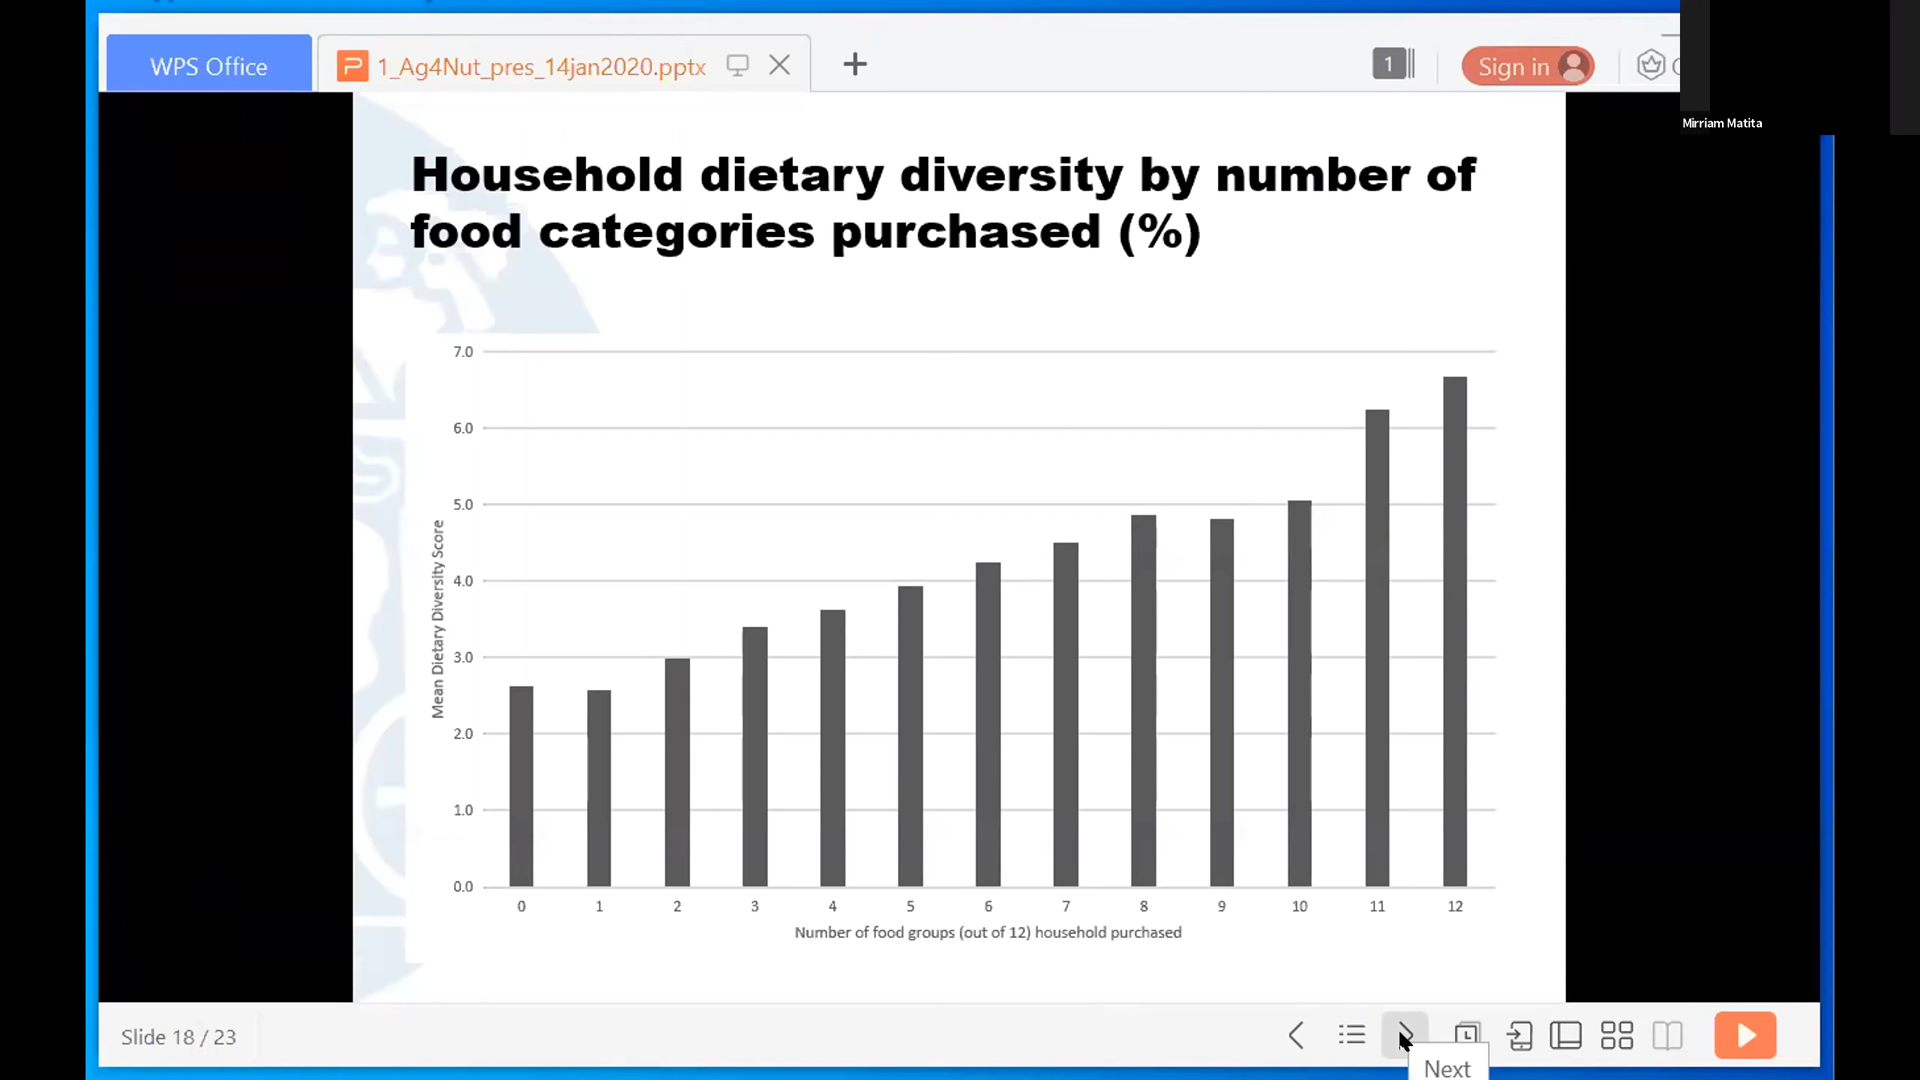 WPS Office
1_Ag4Nut_pres_14jan2020.pptx
1
Sign in
Mirriam Matita
Household dietary diversity by number of
food categories purchased (%)
Mean Dietary Diversity Score
7.0
6.0
5.0
4.0
3.0
2.0
1.0
0.0
0 1 2 3 4 5 6 7 8 9 10 11 12
Number of food groups (out of 12) household purchased
Slide 18 / 23
Next